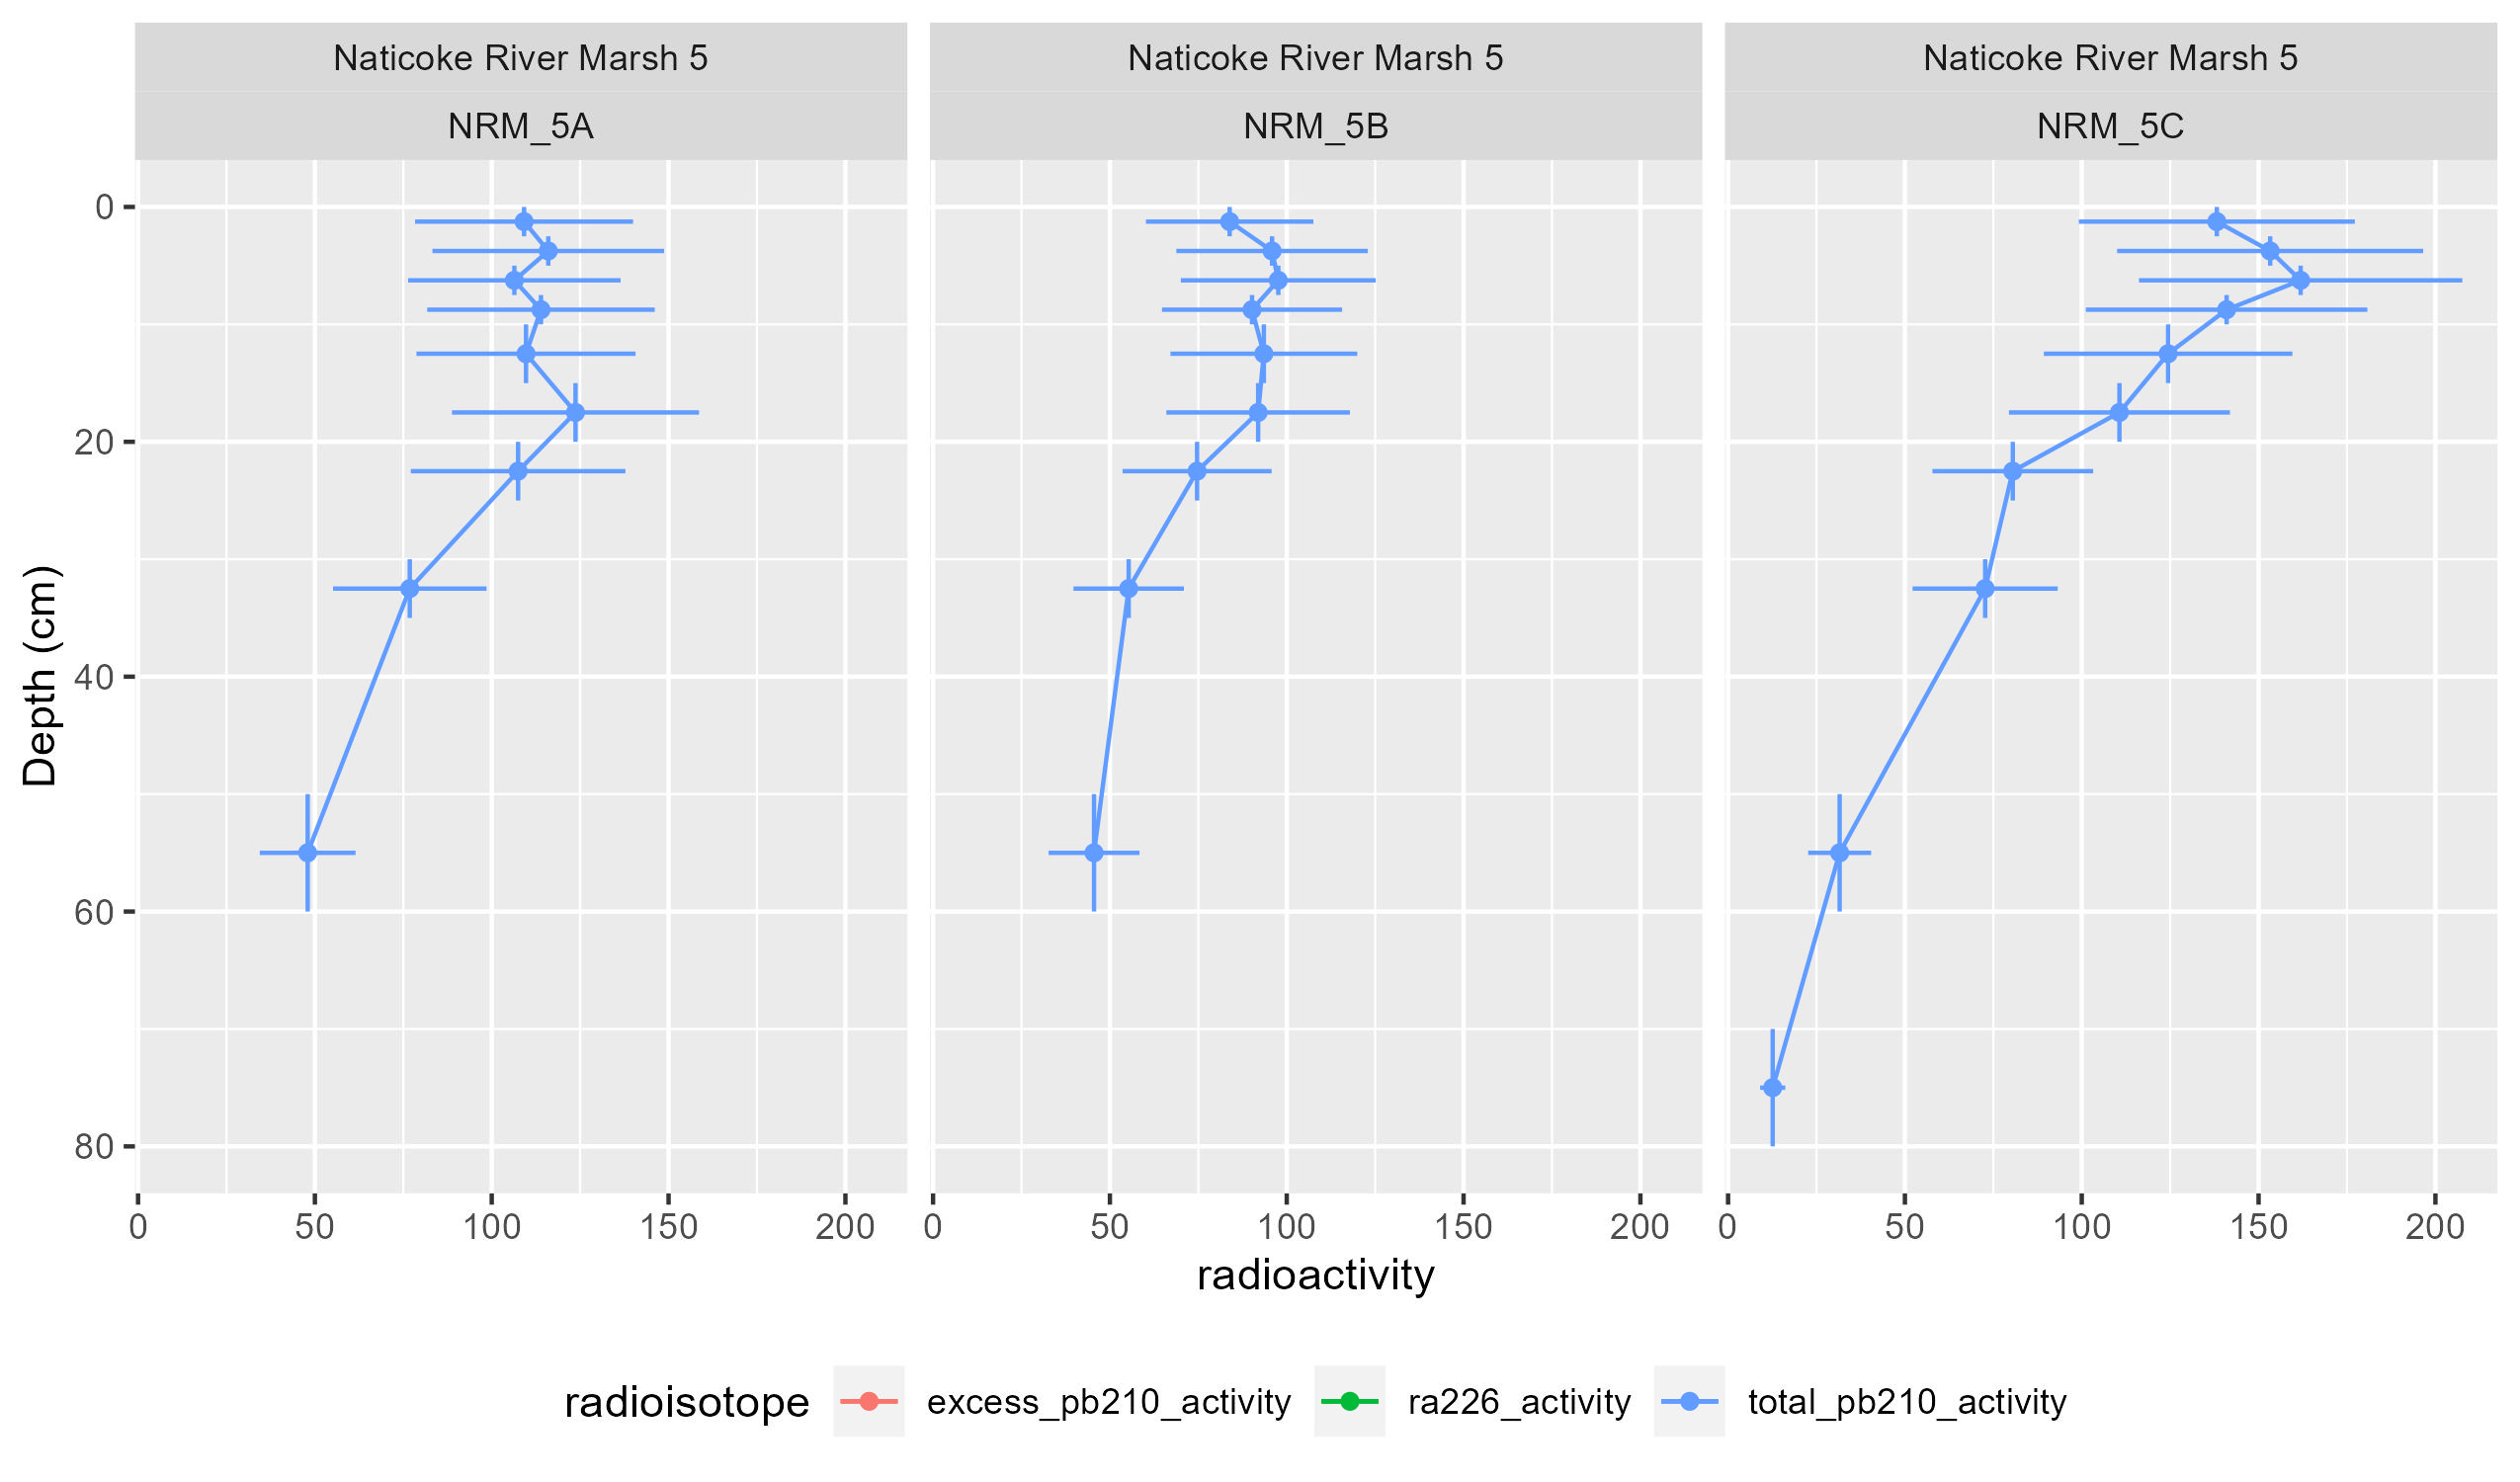 Naticoke River Marsh 5 Naticoke River Marsh 5 Naticoke River Marsh 5
NRM_5A NRM_5B NRM_5C
0
20
40
60
80
Depth (cm)
0 50 100 150 200 0 50 100 150 200 0 50 100 150 200
radioactivity
radioisotope excess_pb210_activity ra226_activity total_pb210_activity